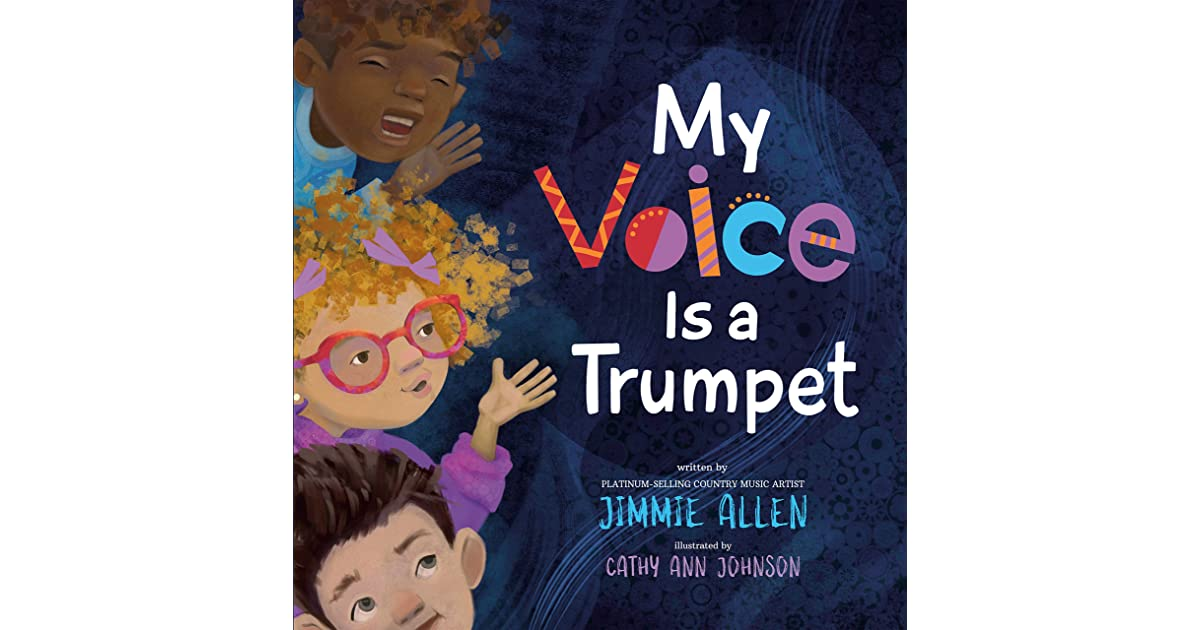 My
Voice
Is a
Trumpet
written by
PLATINUM-SELLING COUNTRY MUSIC ARTIST
JIMMIE ALLEN
illustrated by
CATHY ANN JOHNSON